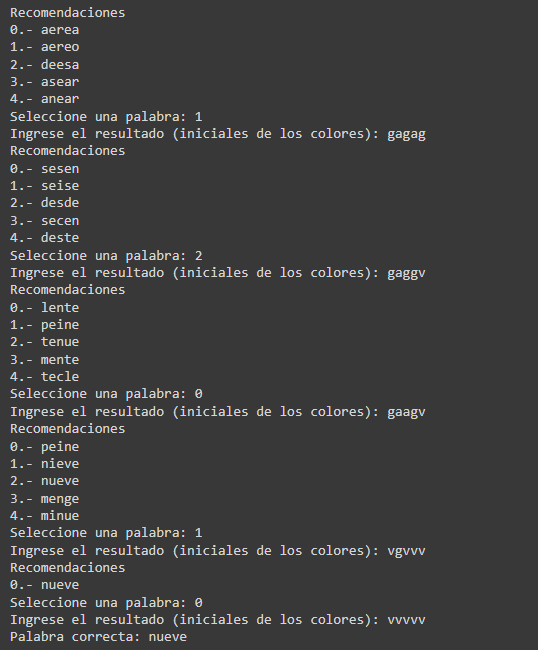 Recomendaciones
0.- aerea
1.- aereo
2.- deesa
3.- asear
4.- anear
Seleccione una palabra: 1
Ingrese el resultado (iniciales de los colores): gagag
Recomendaciones
0.- sesen
1.- seise
2.- desde
3.- secen
4.- deste
Seleccione una palabra: 2
Ingrese el resultado (iniciales de los colores): gaggv
Recomendaciones
0.- lente
1.- peine
2.- tenue
3.- mente
4.- tecle
Seleccione una palabra: 0
Ingrese el resultado (iniciales de los colores): gaagv
Recomendaciones
0.- peine
1.- nieve
2.- nueve
3.- menge
4.- minue
Seleccione una palabra: 1
Ingrese el resultado (iniciales de los colores): vgvvv
Recomendaciones
0.- nueve
Seleccione una palabra: 0
Ingrese el resultado (iniciales de los colores): vvvvv
Palabra correcta: nueve